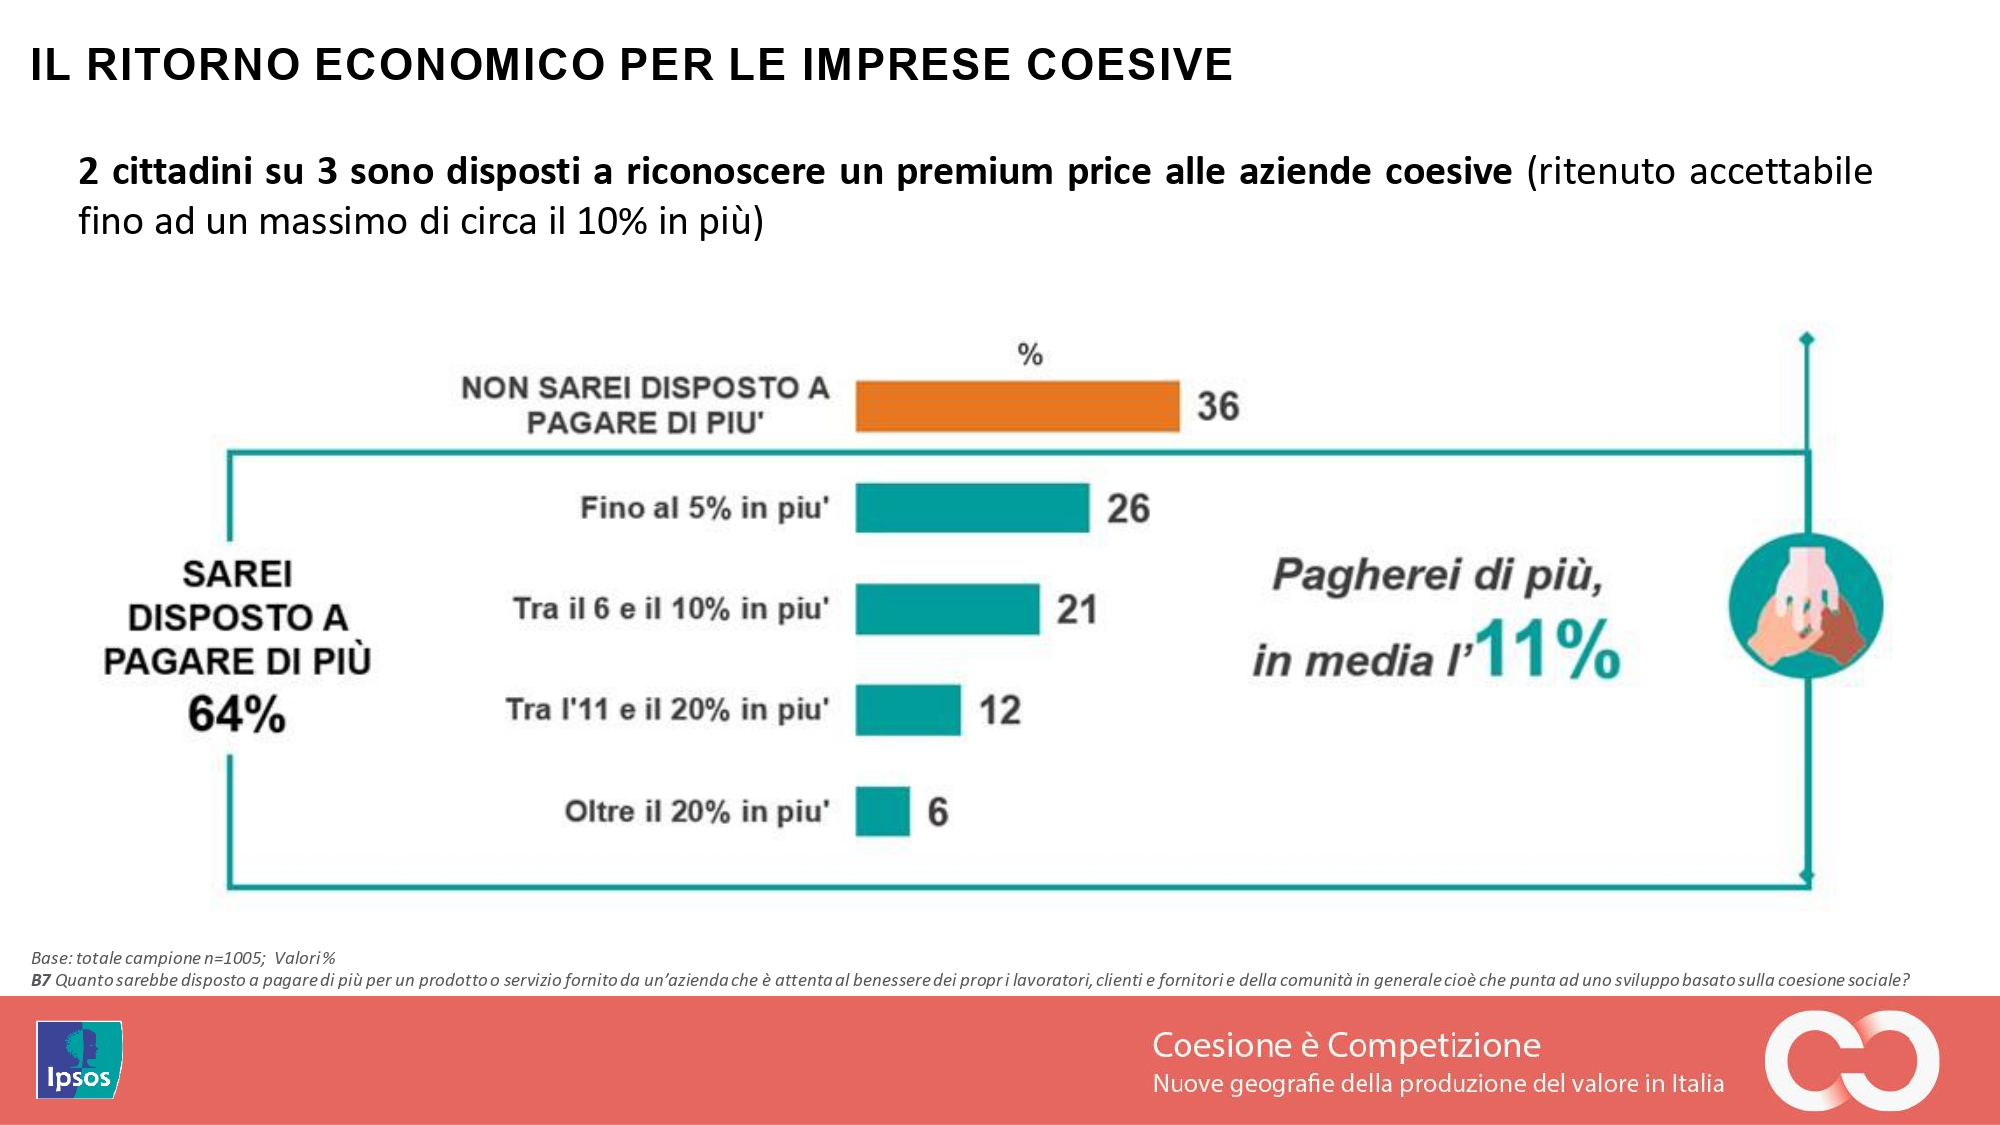 IL RITORNO ECONOMICO PER LE IMPRESE COESIVE
2 cittadini su 3 sono disposti a riconoscere un premium price alle aziende coesive (ritenuto accettabile
fino ad un massimo di circa il 10% in più)
%
NON SAREI DISPOSTO A
PAGARE DI PIU'
36
Fino al 5% in piu'
26
SAREI
DISPOSTO A
PAGARE DI PIÙ
64%
Tra il 6 e il 10% in piu'
21
Tra l'11 e il 20% in piu'
12
Oltre il 20% in piu'
6
Pagherei di più,
in media l’11%
Base: totale campione n=1005; Valori %
B7 Quanto sarebbe disposto a pagare di più per un prodotto o servizio fornito da un’azienda che è attenta al benessere dei propri lavoratori, clienti e fornitori e della comunità in generale cioè che punta ad uno sviluppo basato sulla coesione sociale?
Ipsos
Coesione è Competizione
Nuove geografie della produzione del valore in Italia